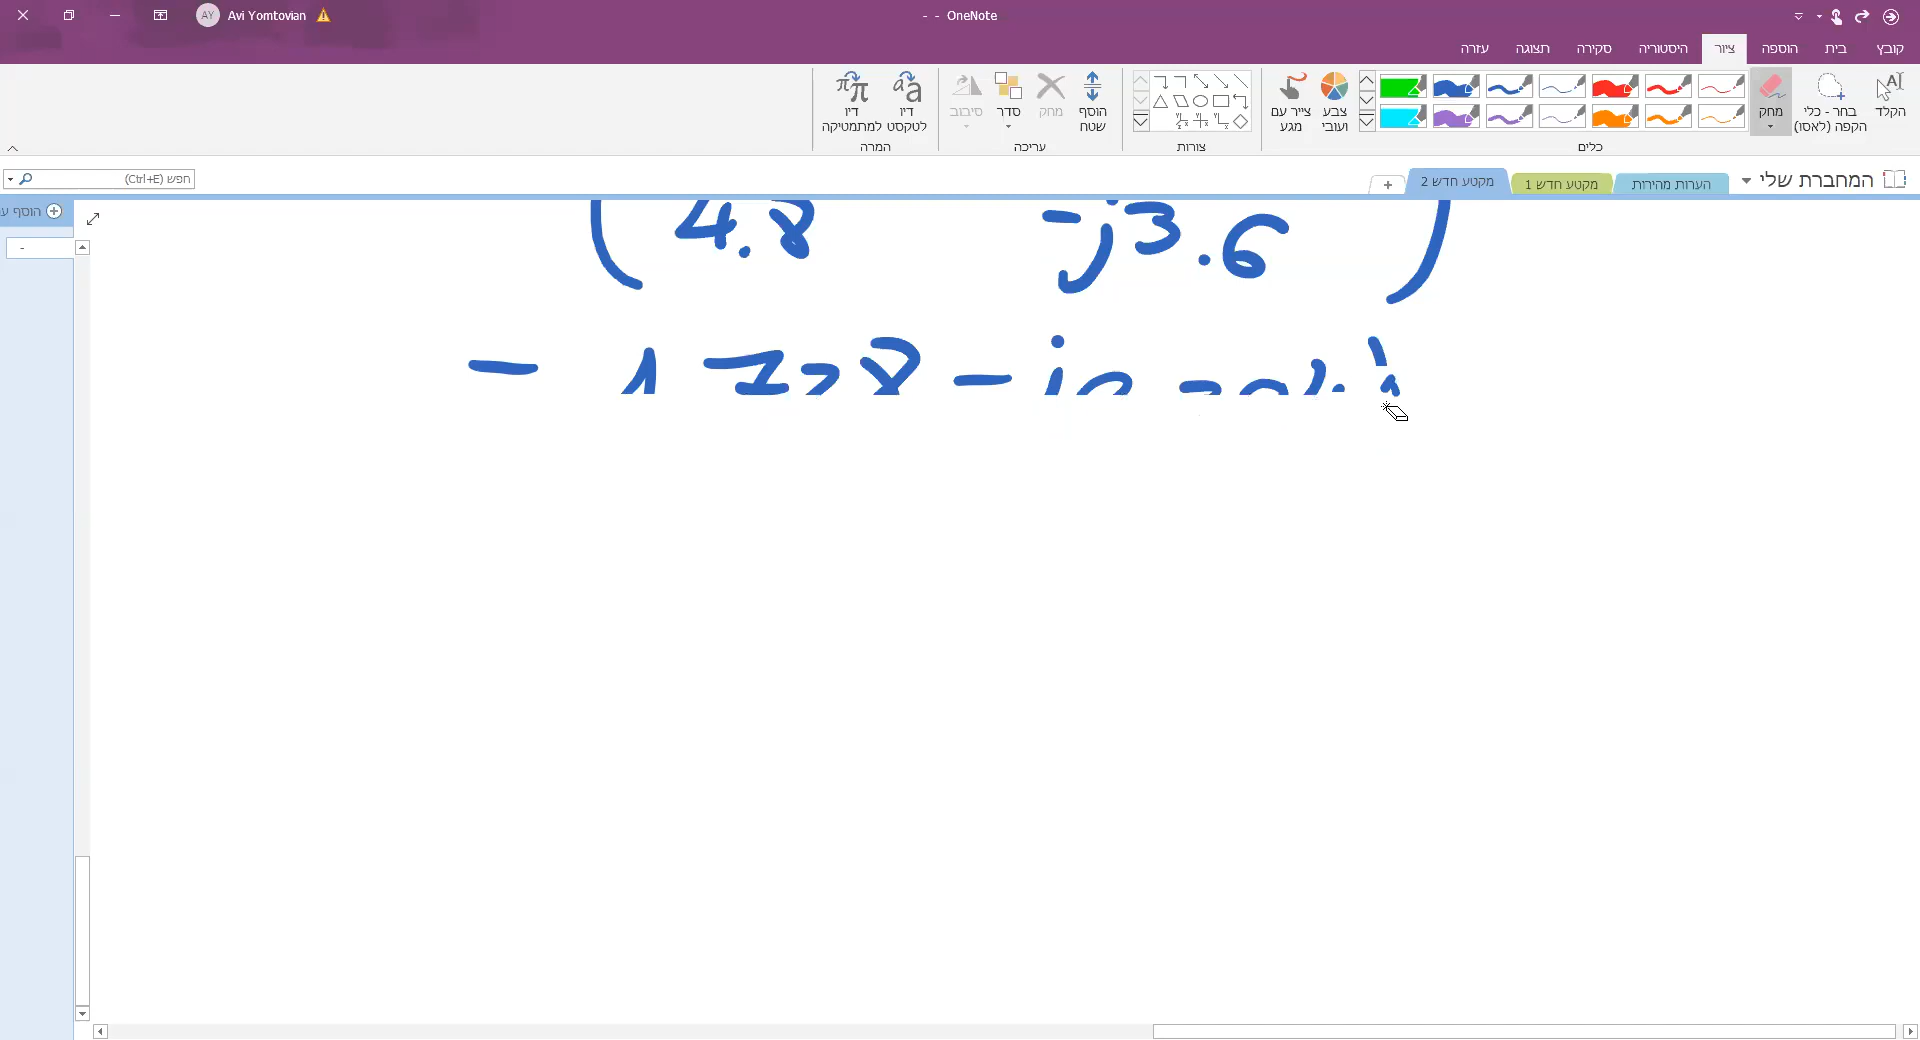 Avi Yomtovian
- - OneNote
קובץ בית הוספה ציור היסטוריה סקירה תצוגה עזרה
הקלד
בחר - כלי הקפה (לאסו)
מחק
כלים
צבע ועובי
צייר עם מגע
צורות
הוסף שטח
מחק
סדר
סיבוב
עריכה
דיו לטקסט
דיו למתמטיקה
המרה
המחברת שלי
הערות מהירות
מקטע חדש 1
מקטע חדש 2
חפש (Ctrl+E)
הוסף
-
( 4.8 -j3.6 )